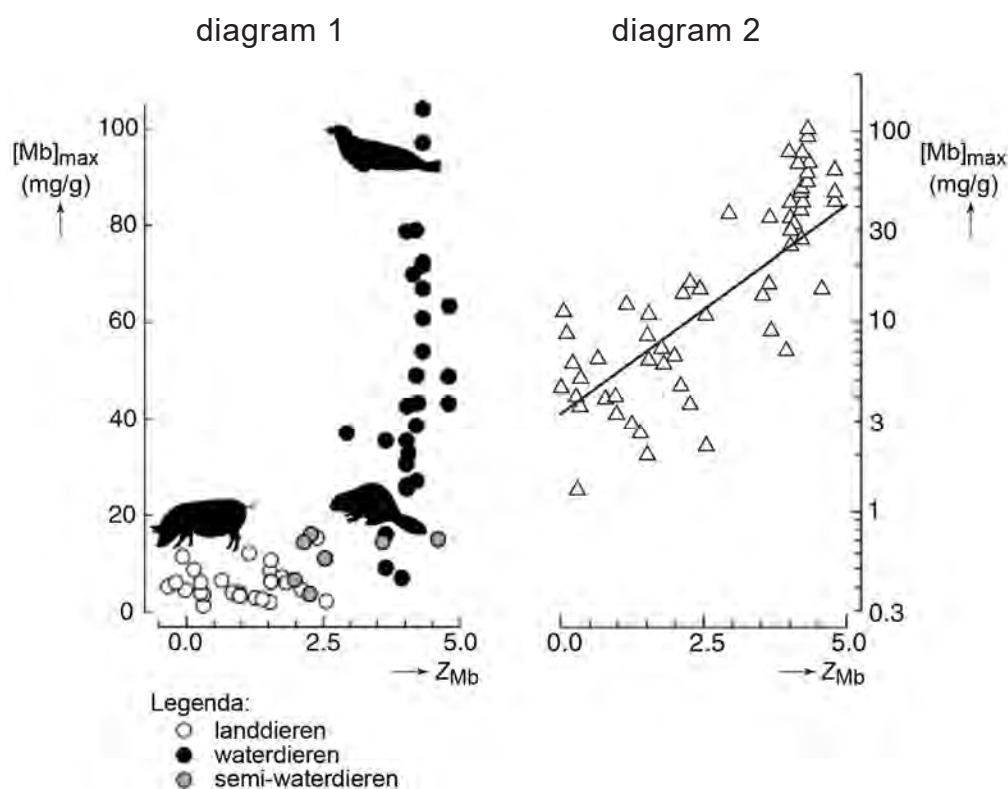 diagram 1
diagram 2
[Mb]max
(mg/g)
100
80
60
40
20
0
0.0 2.5 5.0
ZMb
100
30
10
3
1
0.3
[Mb]max
(mg/g)
0.0 2.5 5.0
ZMb
Legenda:
landdieren
waterdieren
semi-waterdieren